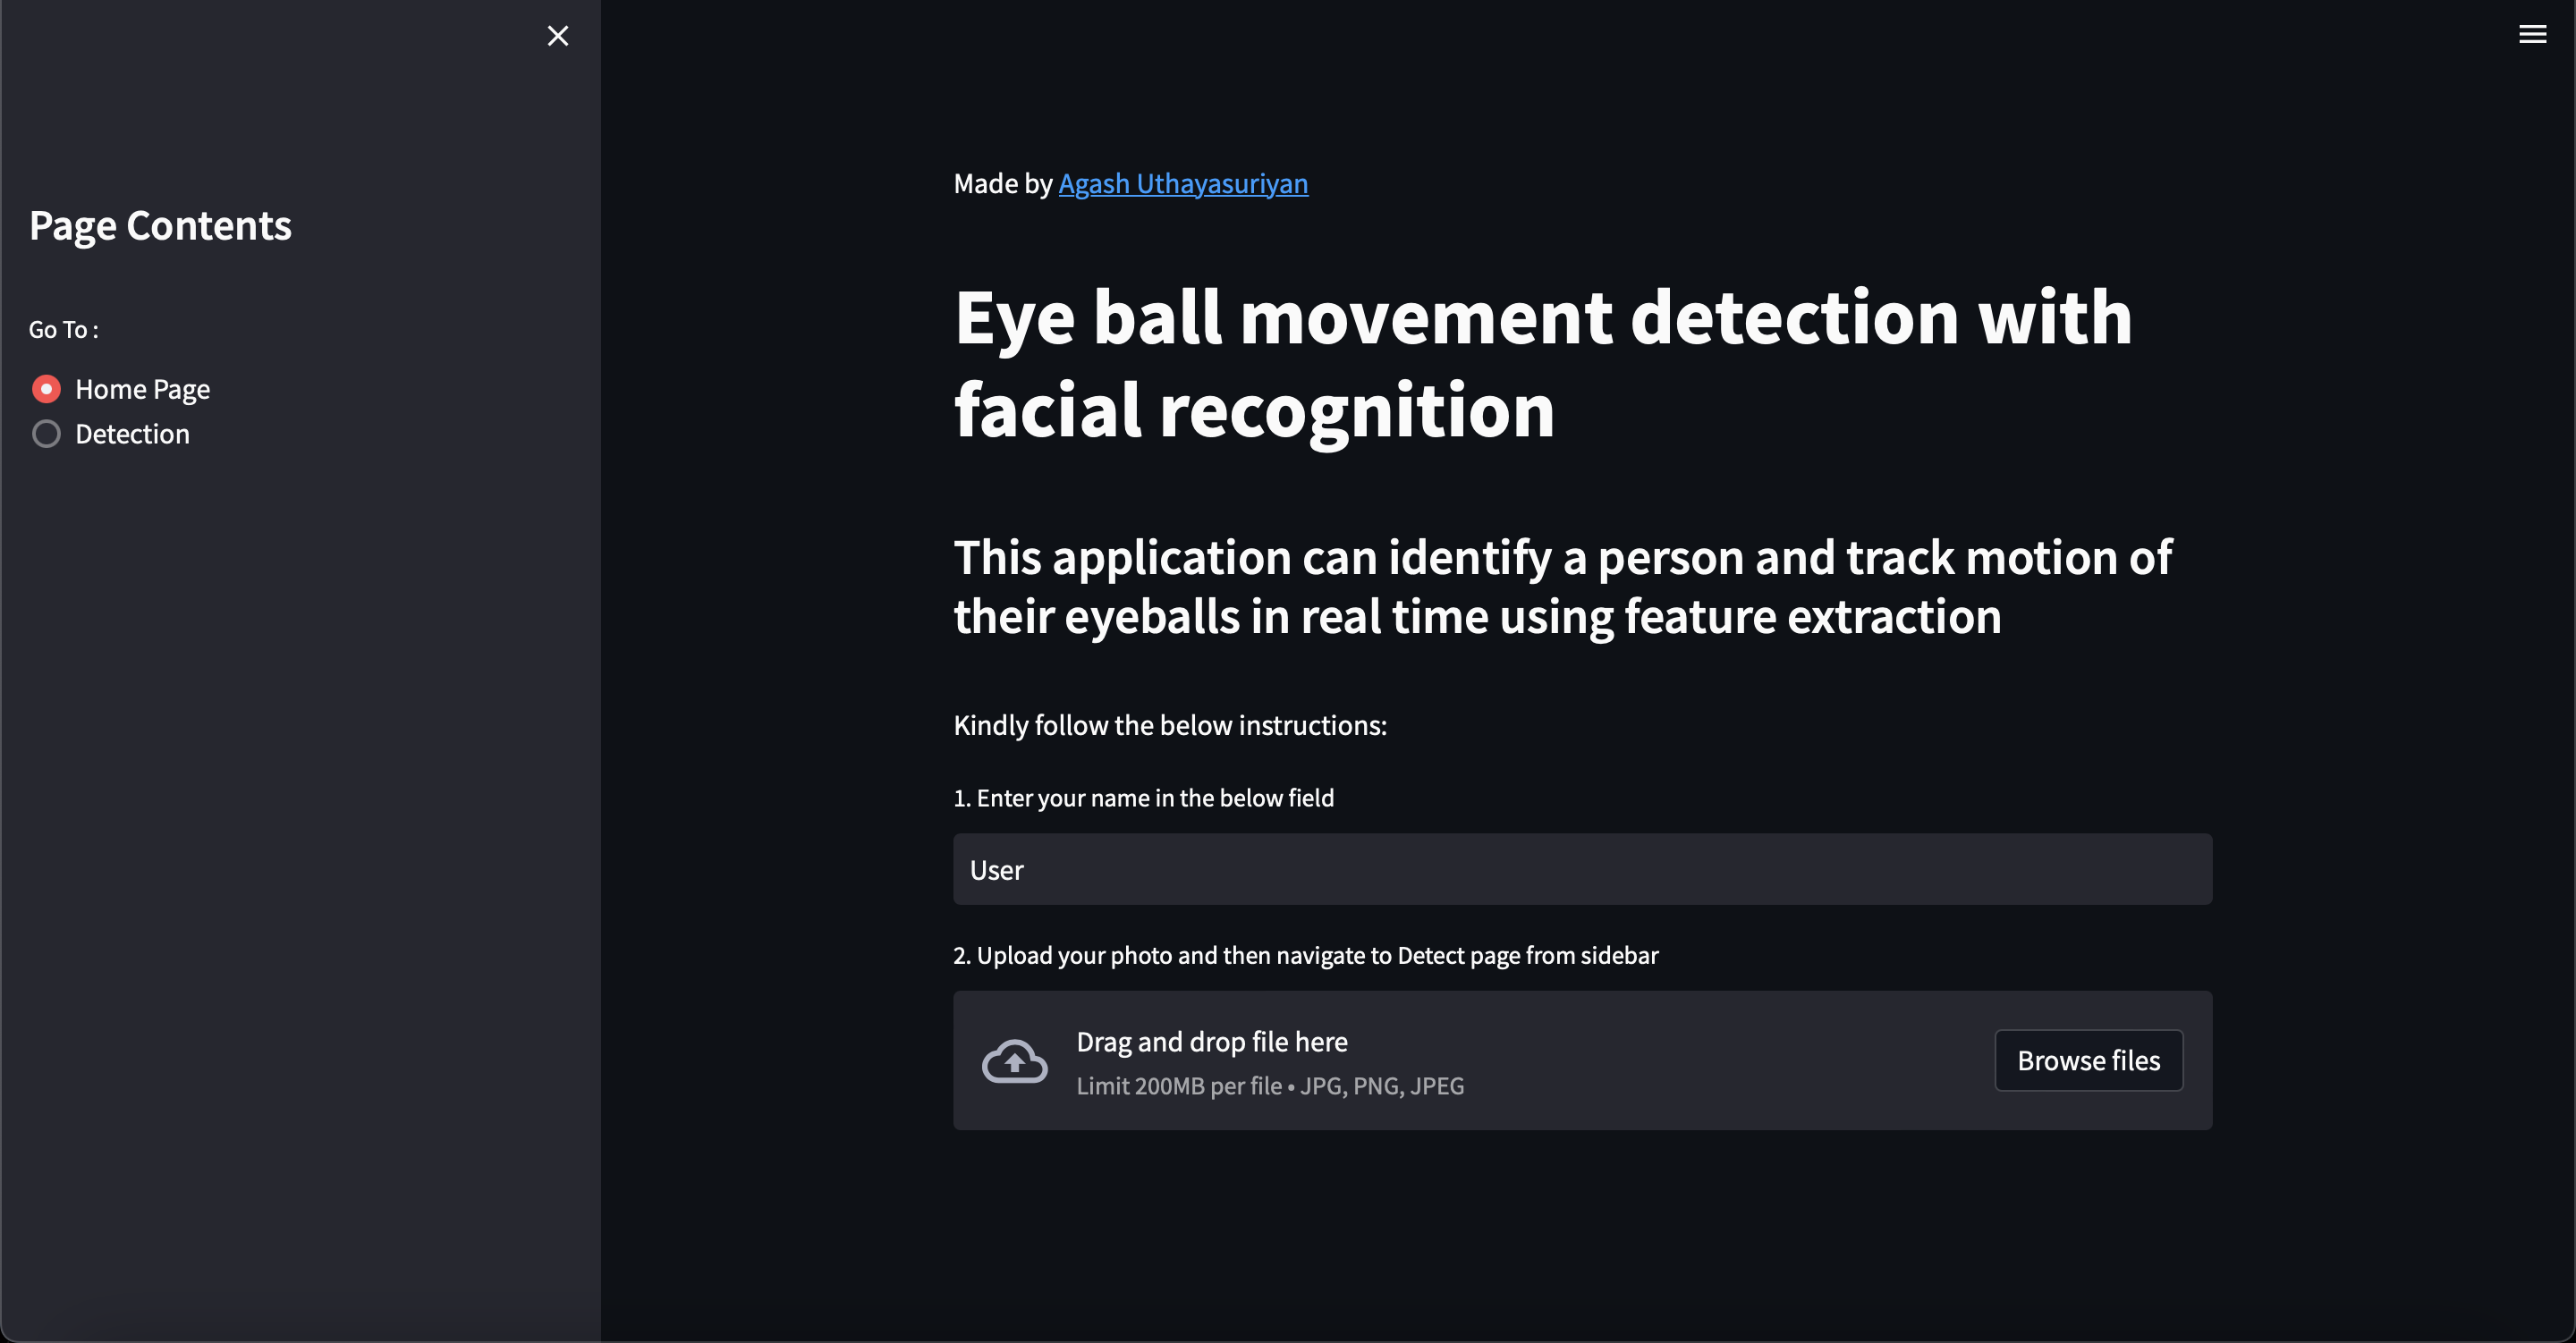 Page Contents
Go To :
Home Page
Detection
Made by Agash Uthayasuriyan
Eye ball movement detection with
facial recognition
This application can identify a person and track motion of
their eyeballs in real time using feature extraction
Kindly follow the below instructions:
1. Enter your name in the below field
User
2. Upload your photo and then navigate to Detect page from sidebar
Drag and drop file here
Limit 200MB per file • JPG, PNG, JPEG
Browse files